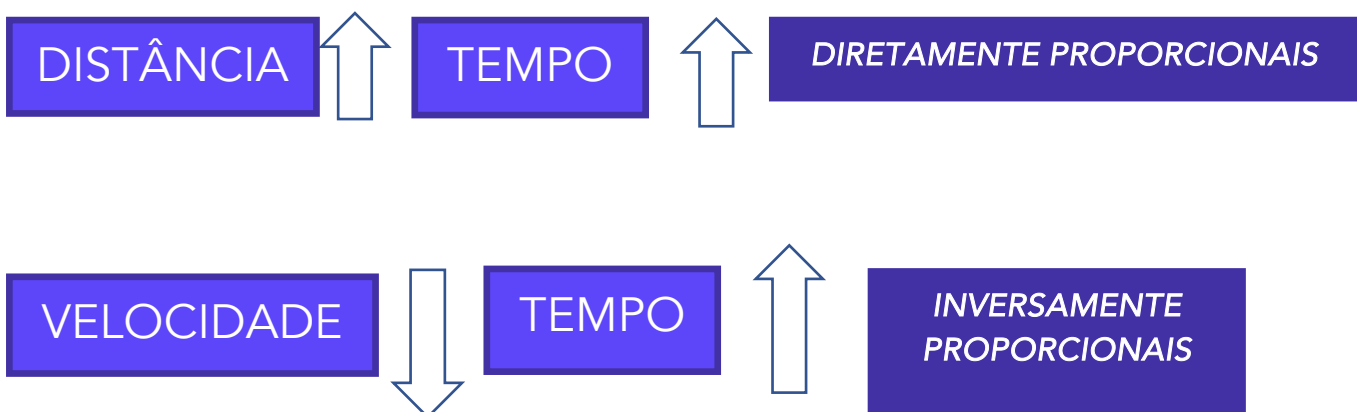 DISTÂNCIA TEMPO DIRETAMENTE PROPORCIONAIS
VELOCIDADE TEMPO INVERSAMENTE
PROPORCIONAIS